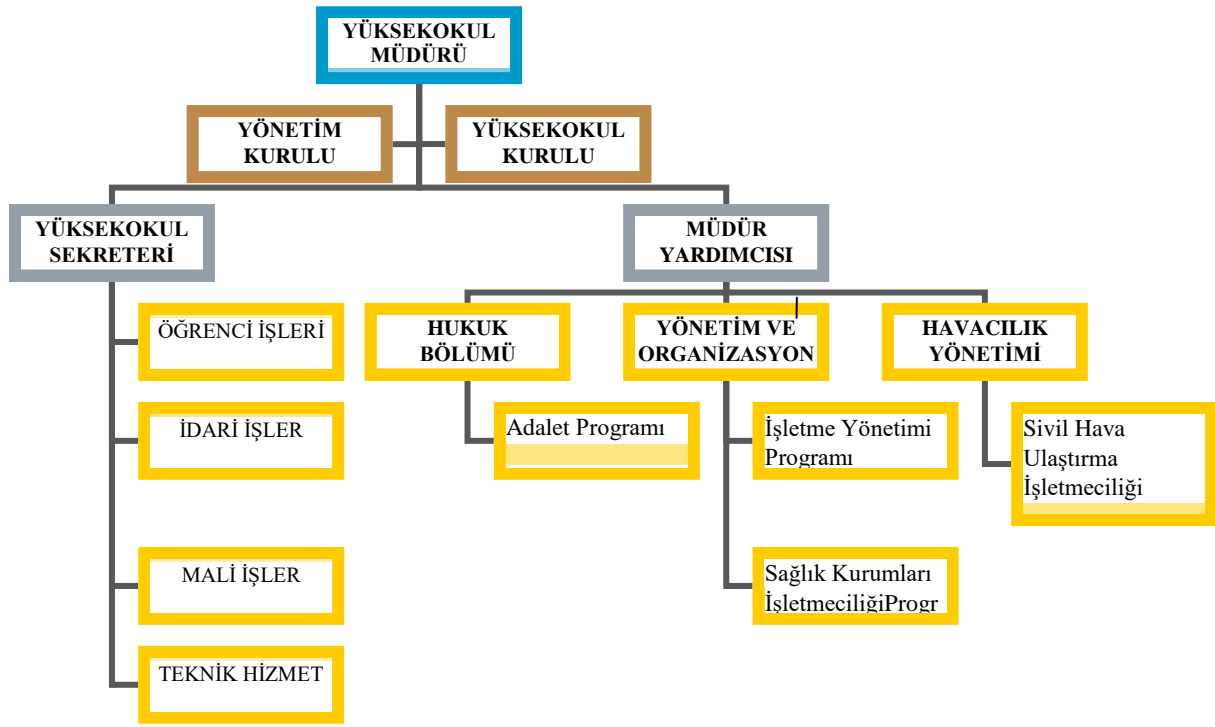 YÜKSEKOKUL
MÜDÜRÜ
YÖNETİM
KURULU
YÜKSEKOKUL
KURULU
YÜKSEKOKUL
SEKRETERİ
MÜDÜR
YARDIMCISI
ÖĞRENCİ İŞLERİ
İDARİ İŞLER
MALİ İŞLER
TEKNİK HİZMET
HUKUK
BÖLÜMÜ
Adalet Programı
YÖNETİM VE
ORGANİZASYON
İşletme Yönetimi
Programı
Sağlık Kurumları
İşletmeciliğiProgr
HAVACILIK
YÖNETİMİ
Sivil Hava
Ulaştırma
İşletmeciliği